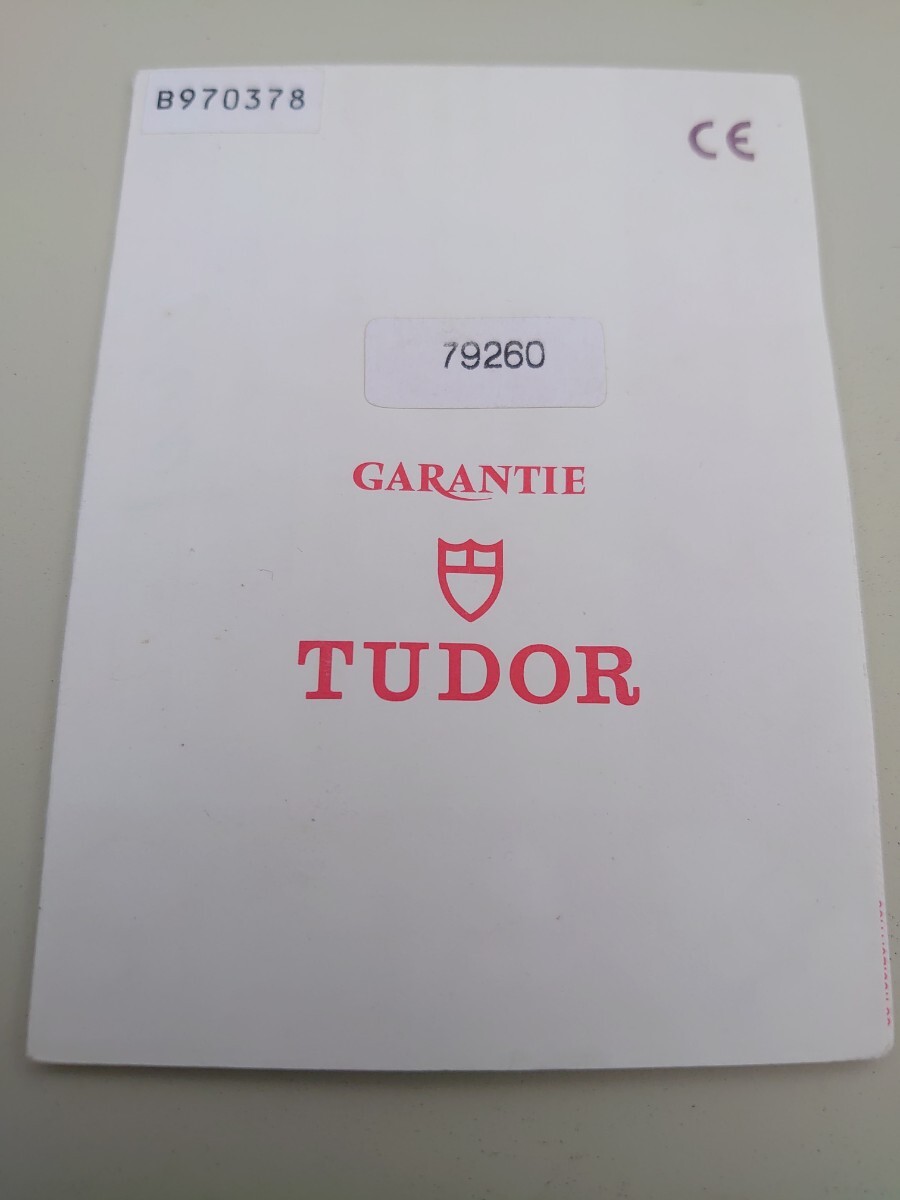 B970378
CE
79260
GARANTIE
TUDOR